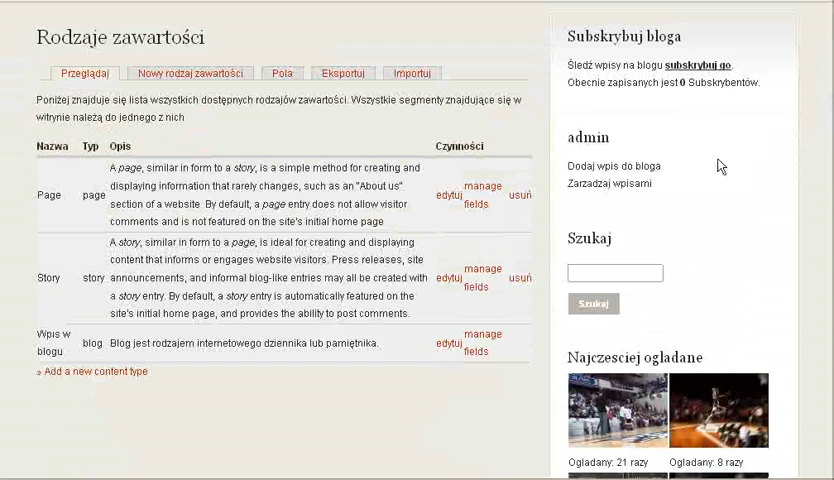 Rodzaje zawartości
Przeglądaj
Nowy rodzaj zawartości
Pola
Eksportuj
Importuj
Poniżej znajduje się lista wszystkich dostępnych rodzajów zawartości. Wszystkie segmenty znajdujące się w
witrynie należą do jednego z nich
Nazwa Typ Opis Czynności
Page page
A page, similar in form to a story, is a simple method for creating and
displaying information that rarely changes, such as an "About us"
section of a website. By default, a page entry does not allow visitor
comments and is not featured on the site's initial home page
edytuj manage fields usuń
Story story
A story, similar in form to a page, is ideal for creating and displaying
content that informs or engages website visitors. Press releases, site
announcements, and informal blog-like entries may all be created with
a story entry. By default, a story entry is automatically featured on the
site's initial home page, and provides the ability to post comments.
edytuj manage fields usuń
Wpis w
blogu
blog Blog jest rodzajem internetowego dziennika lub pamiętnika.
edytuj manage fields
» Add a new content type
Subskrybuj bloga
Śledź wpisy na blogu subskrybuj go.
Obecnie zapisanych jest 0 Subskrybentów.
admin
Dodaj wpis do bloga
Zarzadzaj wpisami
Szukaj
Szukaj
Najczesciej ogladane
Ogladany: 21 razy
Ogladany: 8 razy